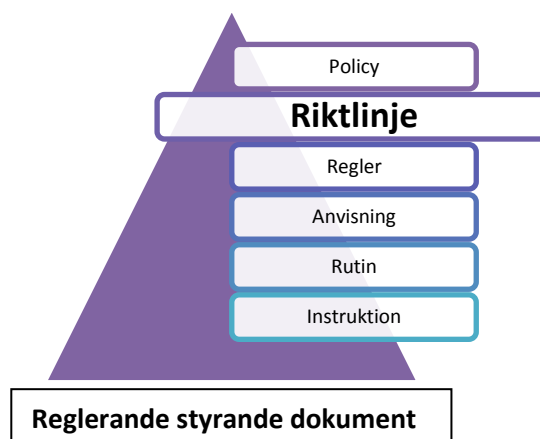 Policy
Riktlinje
Regler
Anvisning
Rutin
Instruktion
Reglerande styrande dokument